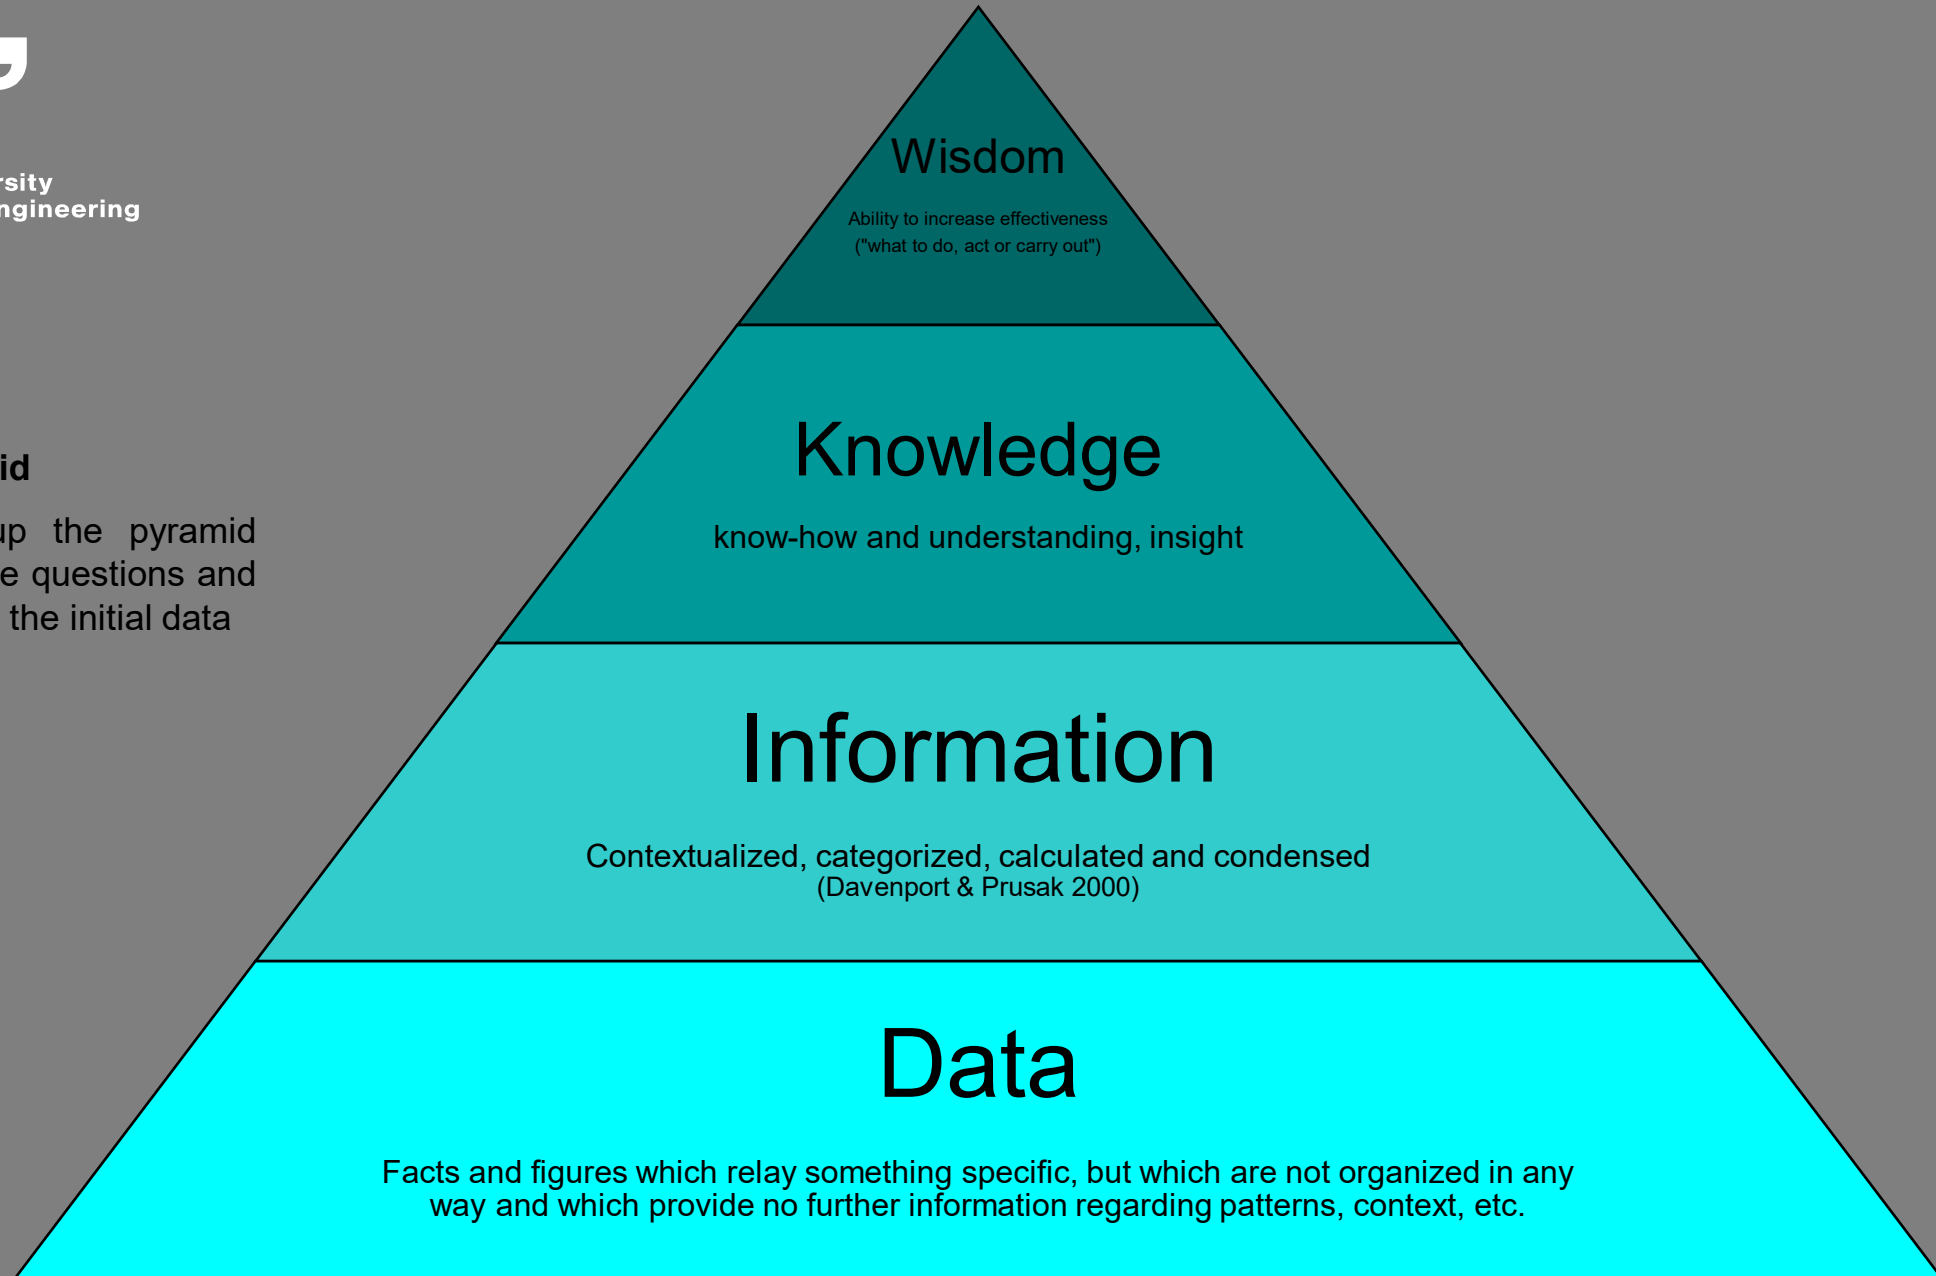 rsity
ngineering
id
up the pyramid
e questions and
the initial data
Wisdom
Ability to increase effectiveness
("what to do, act or carry out")
Knowledge
know-how and understanding, insight
Information
Contextualized, categorized, calculated and condensed
(Davenport & Prusak 2000)
Data
Facts and figures which relay something specific, but which are not organized in any
way and which provide no further information regarding patterns, context, etc.